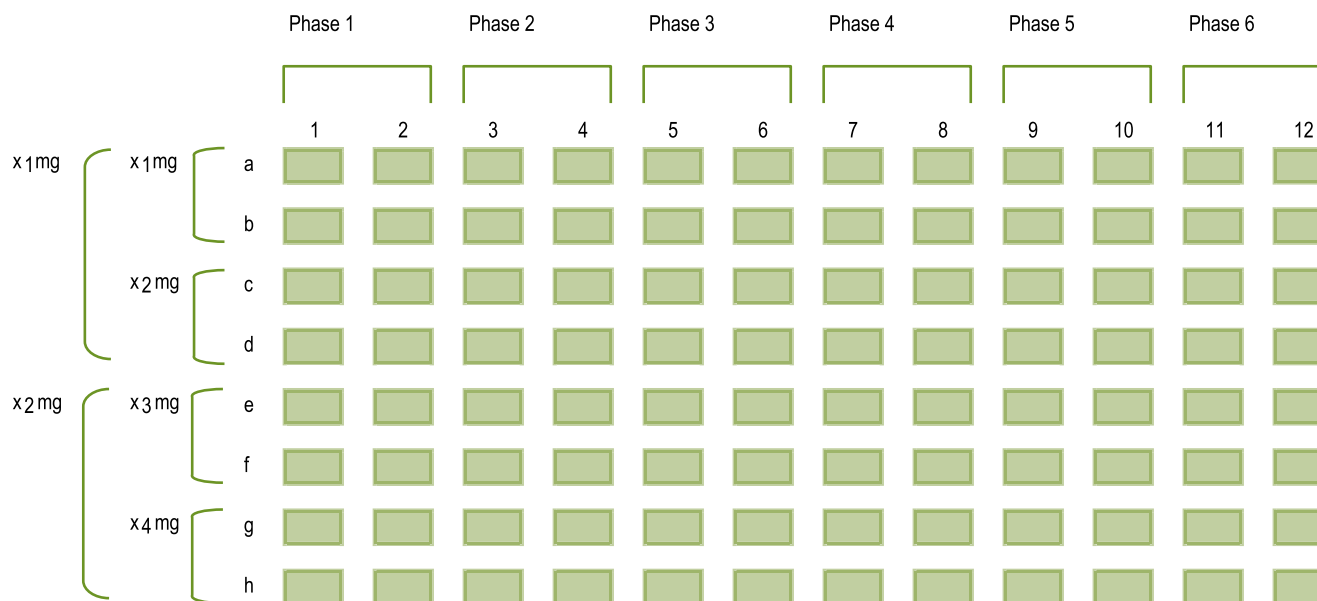 Phase 1 Phase 2 Phase 3 Phase 4 Phase 5 Phase 6
1 2 3 4 5 6 7 8 9 10 11 12
x1mg x1mg a
b
x2mg c
d
x2mg x3mg e
f
x4mg g
h